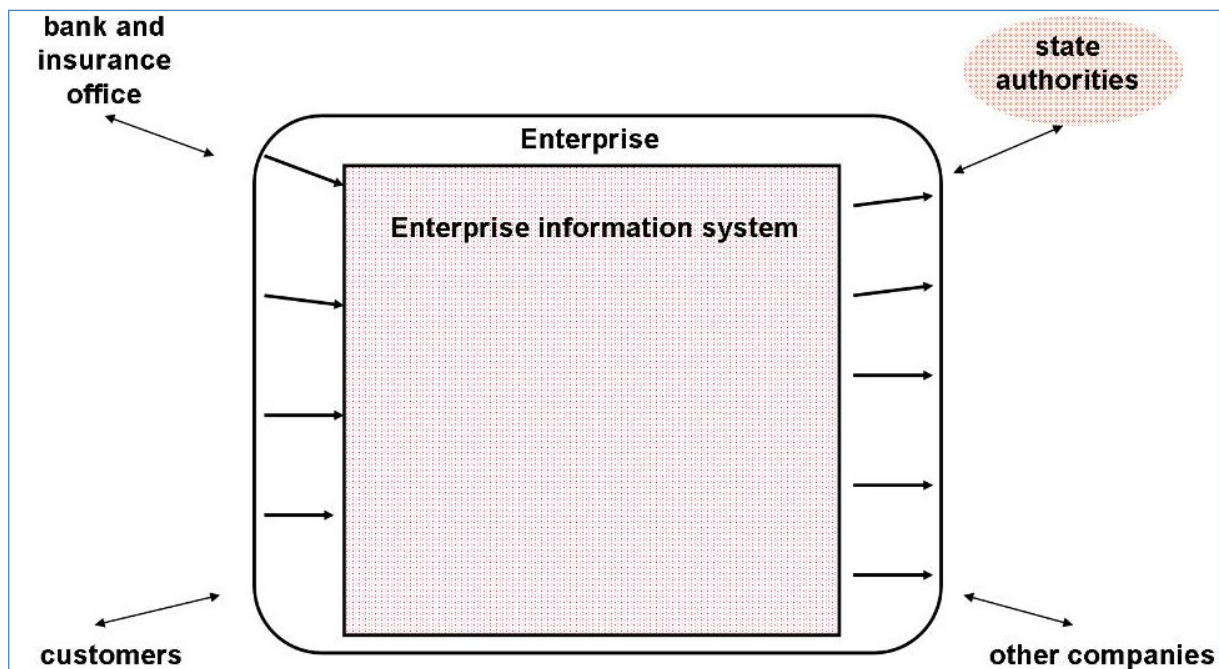 bank and
insurance
office
state
authorities
Enterprise
Enterprise information system
customers
other companies